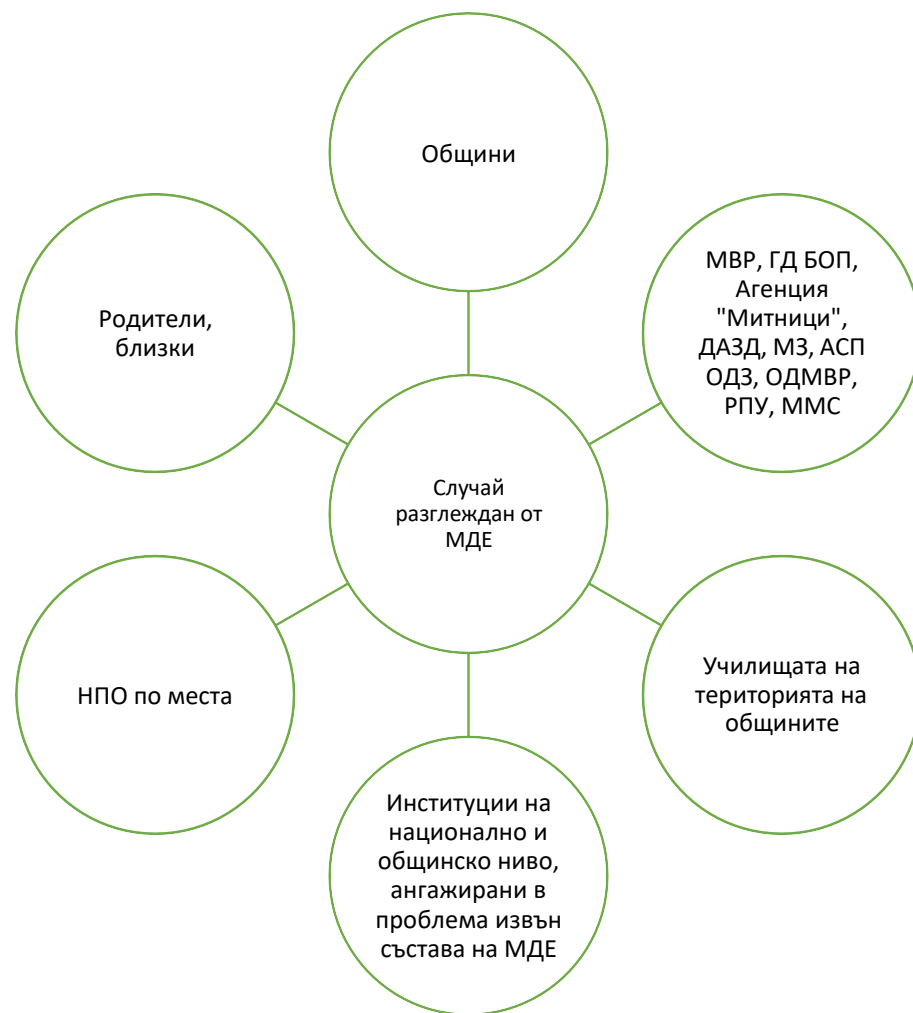 Общини
МВР, ГД БОП,
Агенция
"Митници",
ДАЗД, МЗ, АСП
ОДЗ, ОДМВР,
РПУ, ММС
Родители,
близки
Случай
разглеждан от
МДЕ
НПО по места
Училищата на
територията на
общините
Институции на
национално и
общинско ниво,
ангажирани в
проблема извън
състава на МДЕ